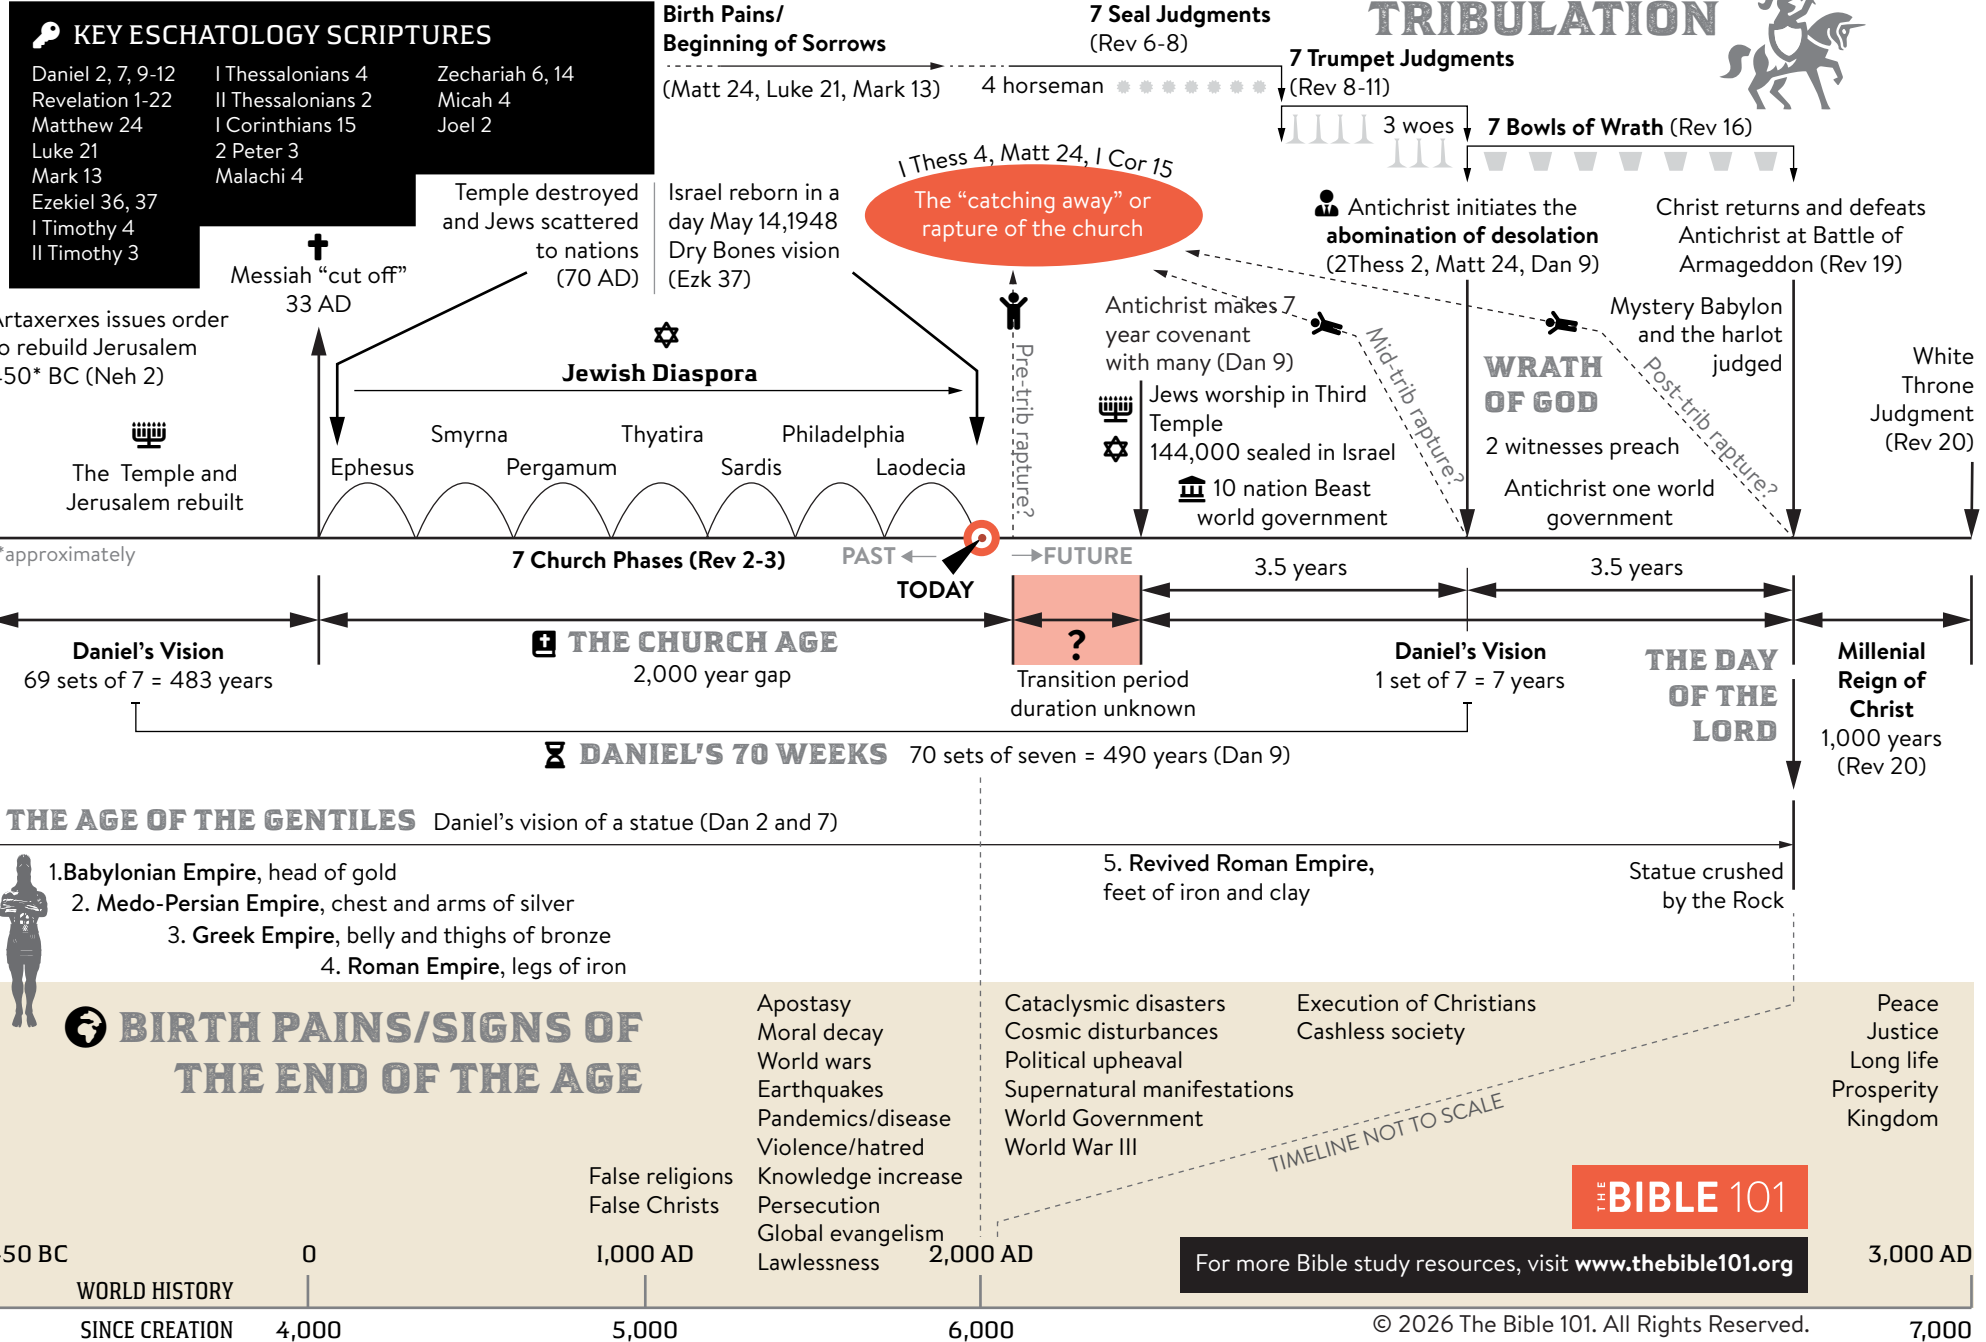 KEY ESCHATOLOGY SCRIPTURES
Daniel 2, 7, 9-12
Revelation 1-22
Matthew 24
Luke 21
Mark 13
Ezekiel 36, 37
I Timothy 4
II Timothy 3
I Thessalonians 4
II Thessalonians 2
I Corinthians 15
2 Peter 3
Malachi 4
Zechariah 6, 14
Micah 4
Joel 2
Birth Pains/
Beginning of Sorrows
(Matt 24, Luke 21, Mark 13)
7 Seal Judgments
(Rev 6-8)
4 horseman
TRIBULATION
7 Trumpet Judgments
(Rev 8-11)
3 woes
7 Bowls of Wrath (Rev 16)
Messiah “cut off”
33 AD
Temple destroyed
and Jews scattered
to nations
(70 AD)
Israel reborn in a
day May 14,1948
Dry Bones vision
(Ezk 37)
I Thess 4, Matt 24, I Cor 15
The “catching away” or
rapture of the church
Antichrist initiates the
abomination of desolation
(2Thess 2, Matt 24, Dan 9)
Christ returns and defeats
Antichrist at Battle of
Armageddon (Rev 19)
Artaxerxes issues order
to rebuild Jerusalem
450* BC (Neh 2)
Jewish Diaspora
Antichrist makes 7
year covenant
with many (Dan 9)
Mystery Babylon
and the harlot
judged
White
Throne
Judgment
(Rev 20)
The Temple and
Jerusalem rebuilt
Ephesus
Smyrna
Pergamum
Thyatira
Sardis
Philadelphia
Laodecia
Pre-trib rapture?
Jews worship in Third
Temple
144,000 sealed in Israel
10 nation Beast
world government
Mid-trib rapture?
WRATH
OF GOD
2 witnesses preach
Antichrist one world
government
Post-trib rapture?
*approximately
7 Church Phases (Rev 2-3)
PAST
FUTURE
TODAY
3.5 years
3.5 years
Daniel’s Vision
69 sets of 7 = 483 years
THE CHURCH AGE
2,000 year gap
?
Transition period
duration unknown
Daniel’s Vision
1 set of 7 = 7 years
THE DAY
OF THE
LORD
Millenial
Reign of
Christ
1,000 years
(Rev 20)
DANIEL’S 70 WEEKS 70 sets of seven = 490 years (Dan 9)
THE AGE OF THE GENTILES Daniel’s vision of a statue (Dan 2 and 7)
1.Babylonian Empire, head of gold
2. Medo-Persian Empire, chest and arms of silver
3. Greek Empire, belly and thighs of bronze
4. Roman Empire, legs of iron
5. Revived Roman Empire,
feet of iron and clay
Statue crushed
by the Rock
BIRTH PAINS/SIGNS OF
THE END OF THE AGE
False religions
False Christs
Apostasy
Moral decay
World wars
Earthquakes
Pandemics/disease
Violence/hatred
Knowledge increase
Persecution
Global evangelism
Lawlessness
Cataclysmic disasters
Cosmic disturbances
Political upheaval
Supernatural manifestations
World Government
World War III
Execution of Christians
Cashless society
Peace
Justice
Long life
Prosperity
Kingdom
TIMELINE NOT TO SCALE
THE BIBLE 101
For more Bible study resources, visit www.thebible101.org
50 BC
0
1,000 AD
2,000 AD
3,000 AD
WORLD HISTORY
SINCE CREATION
4,000
5,000
6,000
7,000
© 2026 The Bible 101. All Rights Reserved.